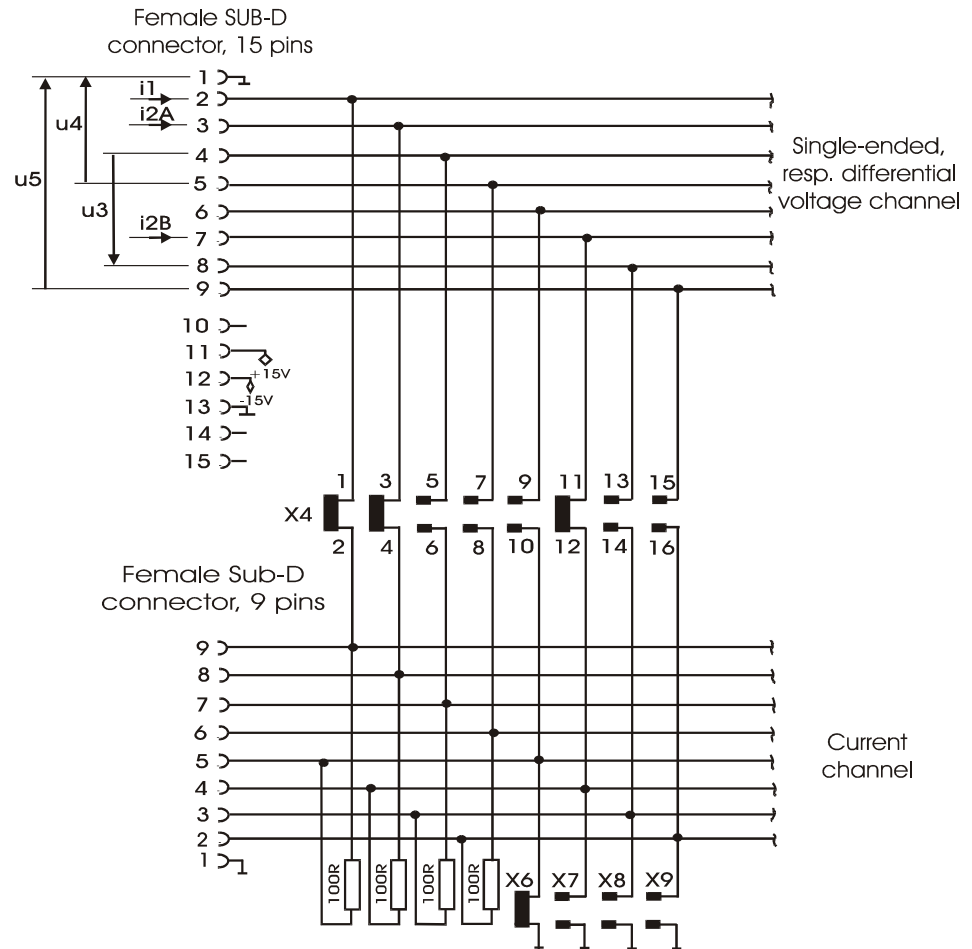 Female SUB-D
connector, 15 pins
1
i1
2
i2A
3
u4
4
u5
5
u3
6
i2B
7
8
9
Single-ended,
resp. differential
voltage channel
10
11
+15V
12
-15V
13
14
15
1 3 5 7 9 11 13 15
X4
2 4 6 8 10 12 14 16
Female Sub-D
connector, 9 pins
9
8
7
6
5
4
3
2
1
Current
channel
100R 100R 100R 100R
X6 X7 X8 X9